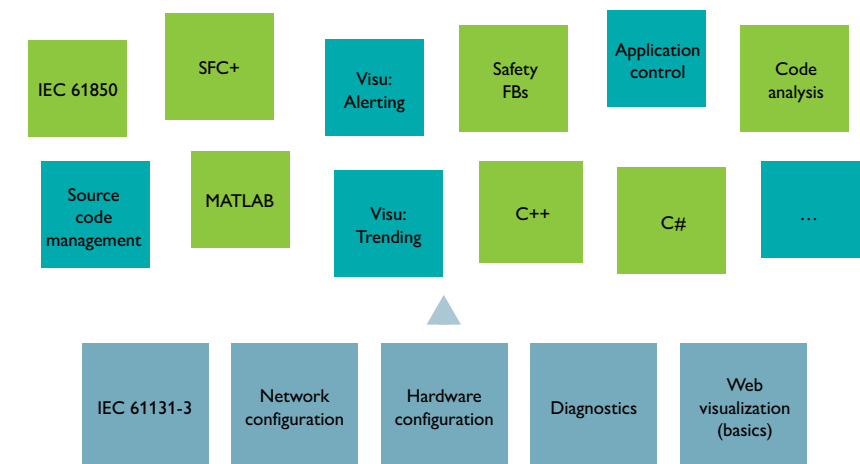 IEC 61850
SFC+
Visu:
Alerting
Safety
FBs
Application
control
Code
analysis
Source
code
management
MATLAB
Visu:
Trending
C++
C#
…
IEC 61131-3
Network
configuration
Hardware
configuration
Diagnostics
Web
visualization
(basics)